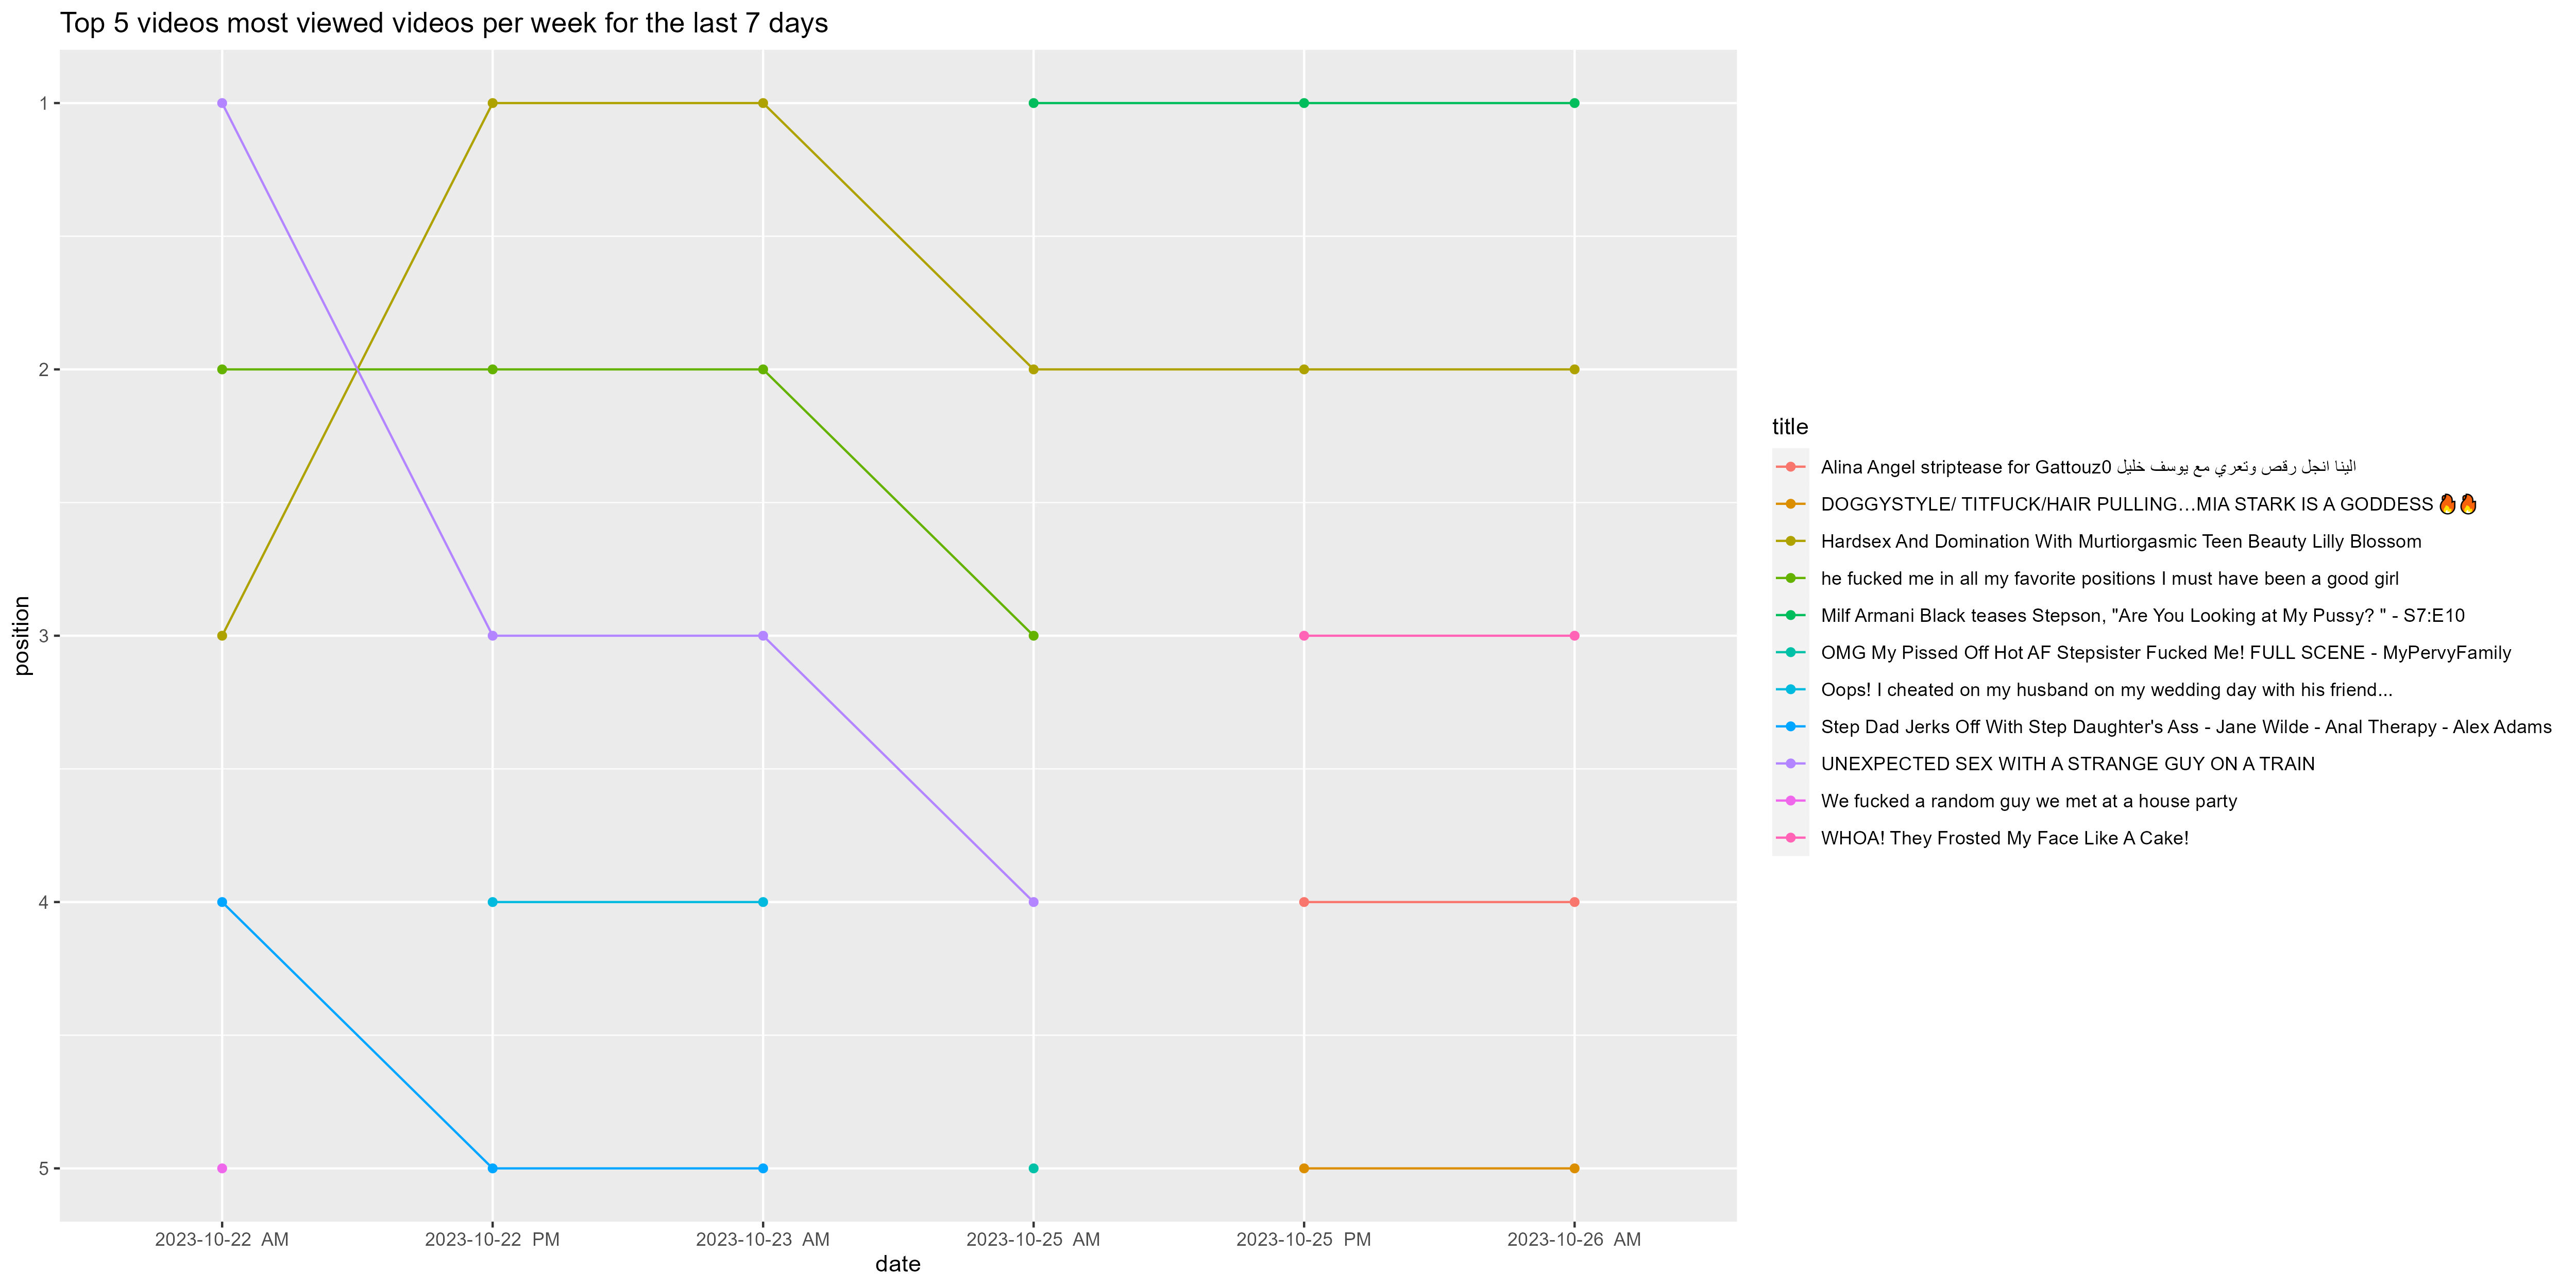 Top 5 videos most viewed videos per week for the last 7 days
position
1
2
3
4
5
2023-10-22 AM
2023-10-22 PM
2023-10-23 AM
2023-10-25 AM
2023-10-25 PM
2023-10-26 AM
date
title
Alina Angel striptease for Gattouz0 الينا انجل رقص وتعري مع يوسف خليل
DOGGYSTYLE/ TITFUCK/HAIR PULLING…MIA STARK IS A GODDESS 🔥🔥
Hardsex And Domination With Murtiorgasmic Teen Beauty Lilly Blossom
he fucked me in all my favorite positions I must have been a good girl
Milf Armani Black teases Stepson, "Are You Looking at My Pussy? " - S7:E10
OMG My Pissed Off Hot AF Stepsister Fucked Me! FULL SCENE - MyPervyFamily
Oops! I cheated on my husband on my wedding day with his friend...
Step Dad Jerks Off With Step Daughter's Ass - Jane Wilde - Anal Therapy - Alex Adams
UNEXPECTED SEX WITH A STRANGE GUY ON A TRAIN
We fucked a random guy we met at a house party
WHOA! They Frosted My Face Like A Cake!